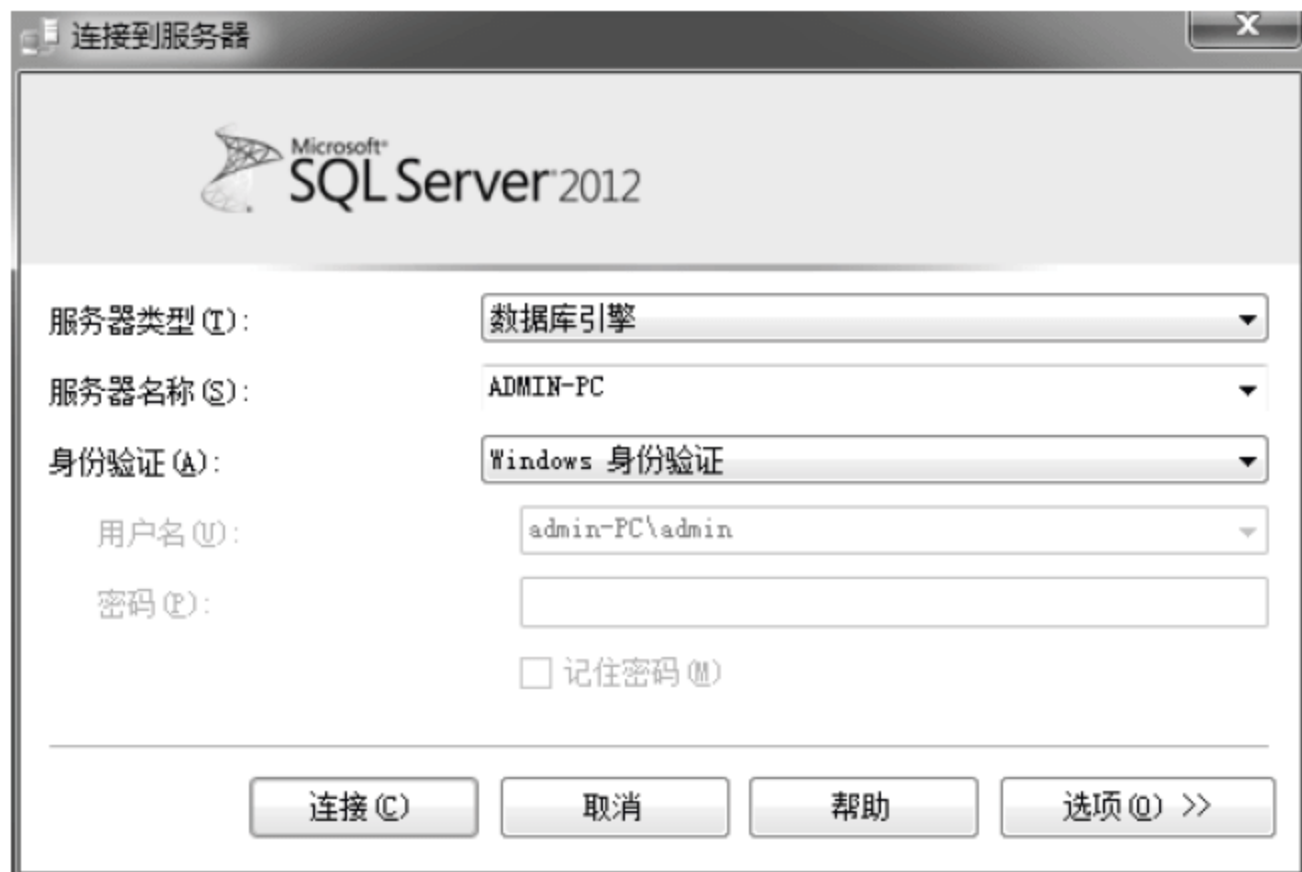 连接到服务器
X
Microsoft®
SQL Server® 2012
服务器类型(T): 数据库引擎
服务器名称(S): ADMIN-PC
身份验证(A): Windows 身份验证
用户名(U): admin-PC\admin
密码(P):
记住密码(M)
连接(C) 取消 帮助 选项(O) >>